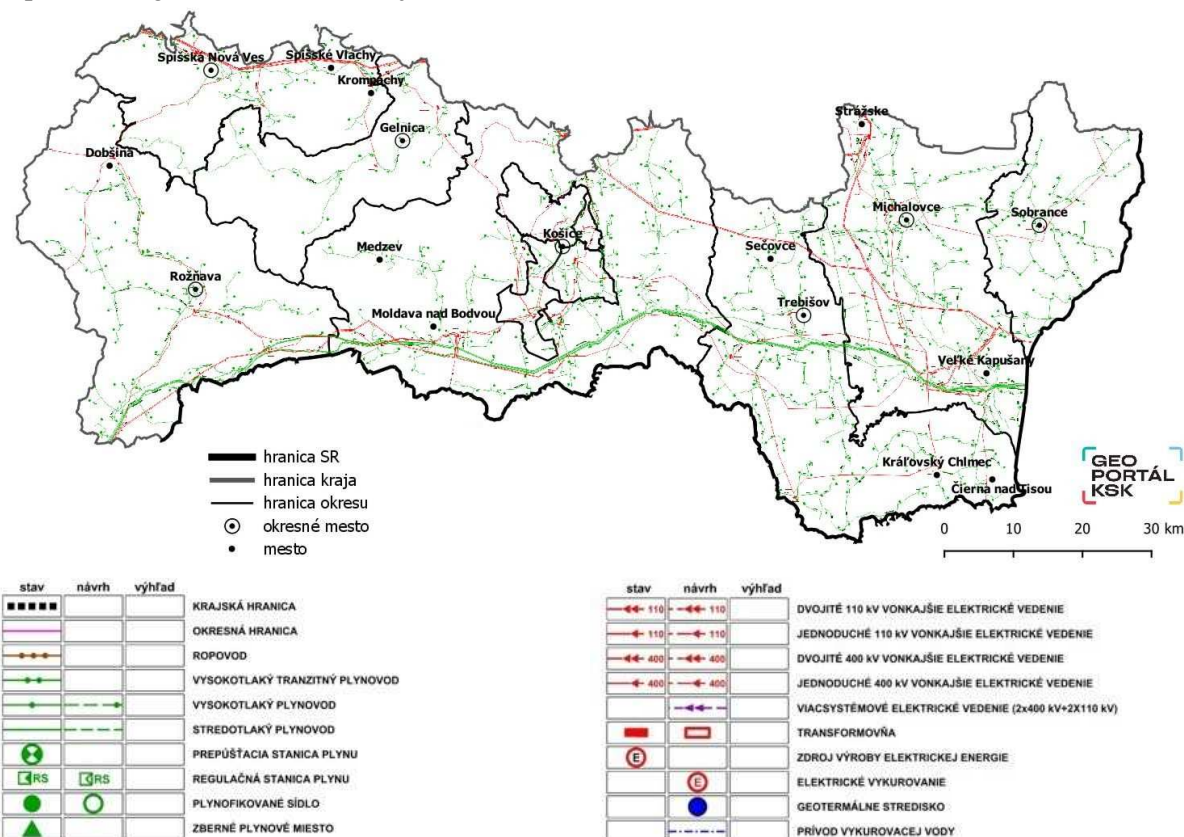 Spišská Nová Ves
Spišské Vlachy
Krompachy
Gelnica
Strážske
Dobšiná
Michalovce
Sobrance
Košice
Medzev
Sečovce
Rožňava
Trebišov
Moldava nad Bodvou
Veľké Kapušany
Kráľovský Chlmec
Čierna nad Tisou
hranica SR
hranica kraja
hranica okresu
okresné mesto
mesto
GEO
PORTÁL
KSK
0 10 20 30 km
stav návrh výhľad
KRAJSKÁ HRANICA
OKRESNÁ HRANICA
ROPOVOD
VYSOKOTLAKÝ TRANZITNÝ PLYNOVOD
VYSOKOTLAKÝ PLYNOVOD
STREDOTLAKÝ PLYNOVOD
PREPÚŠŤACIA STANICA PLYNU
RS RS REGULAČNÁ STANICA PLYNU
PLYNOFIKOVANÉ SÍDLO
ZBERNÉ PLYNOVÉ MIESTO
stav návrh výhľad
110 110 DVOJITÉ 110 kV VONKAJŠIE ELEKTRICKÉ VEDENIE
110 110 JEDNODUCHÉ 110 kV VONKAJŠIE ELEKTRICKÉ VEDENIE
400 400 DVOJITÉ 400 kV VONKAJŠIE ELEKTRICKÉ VEDENIE
400 400 JEDNODUCHÉ 400 kV VONKAJŠIE ELEKTRICKÉ VEDENIE
VIACSYSTÉMOVÉ ELEKTRICKÉ VEDENIE (2x400 kV+2X110 kV)
TRANSFORMOVŇA
E ZDROJ VÝROBY ELEKTRICKEJ ENERGIE
E ELEKTRICKÉ VYKUROVANIE
GEOTERMÁLNE STREDISKO
PRÍVOD VYKUROVACEJ VODY